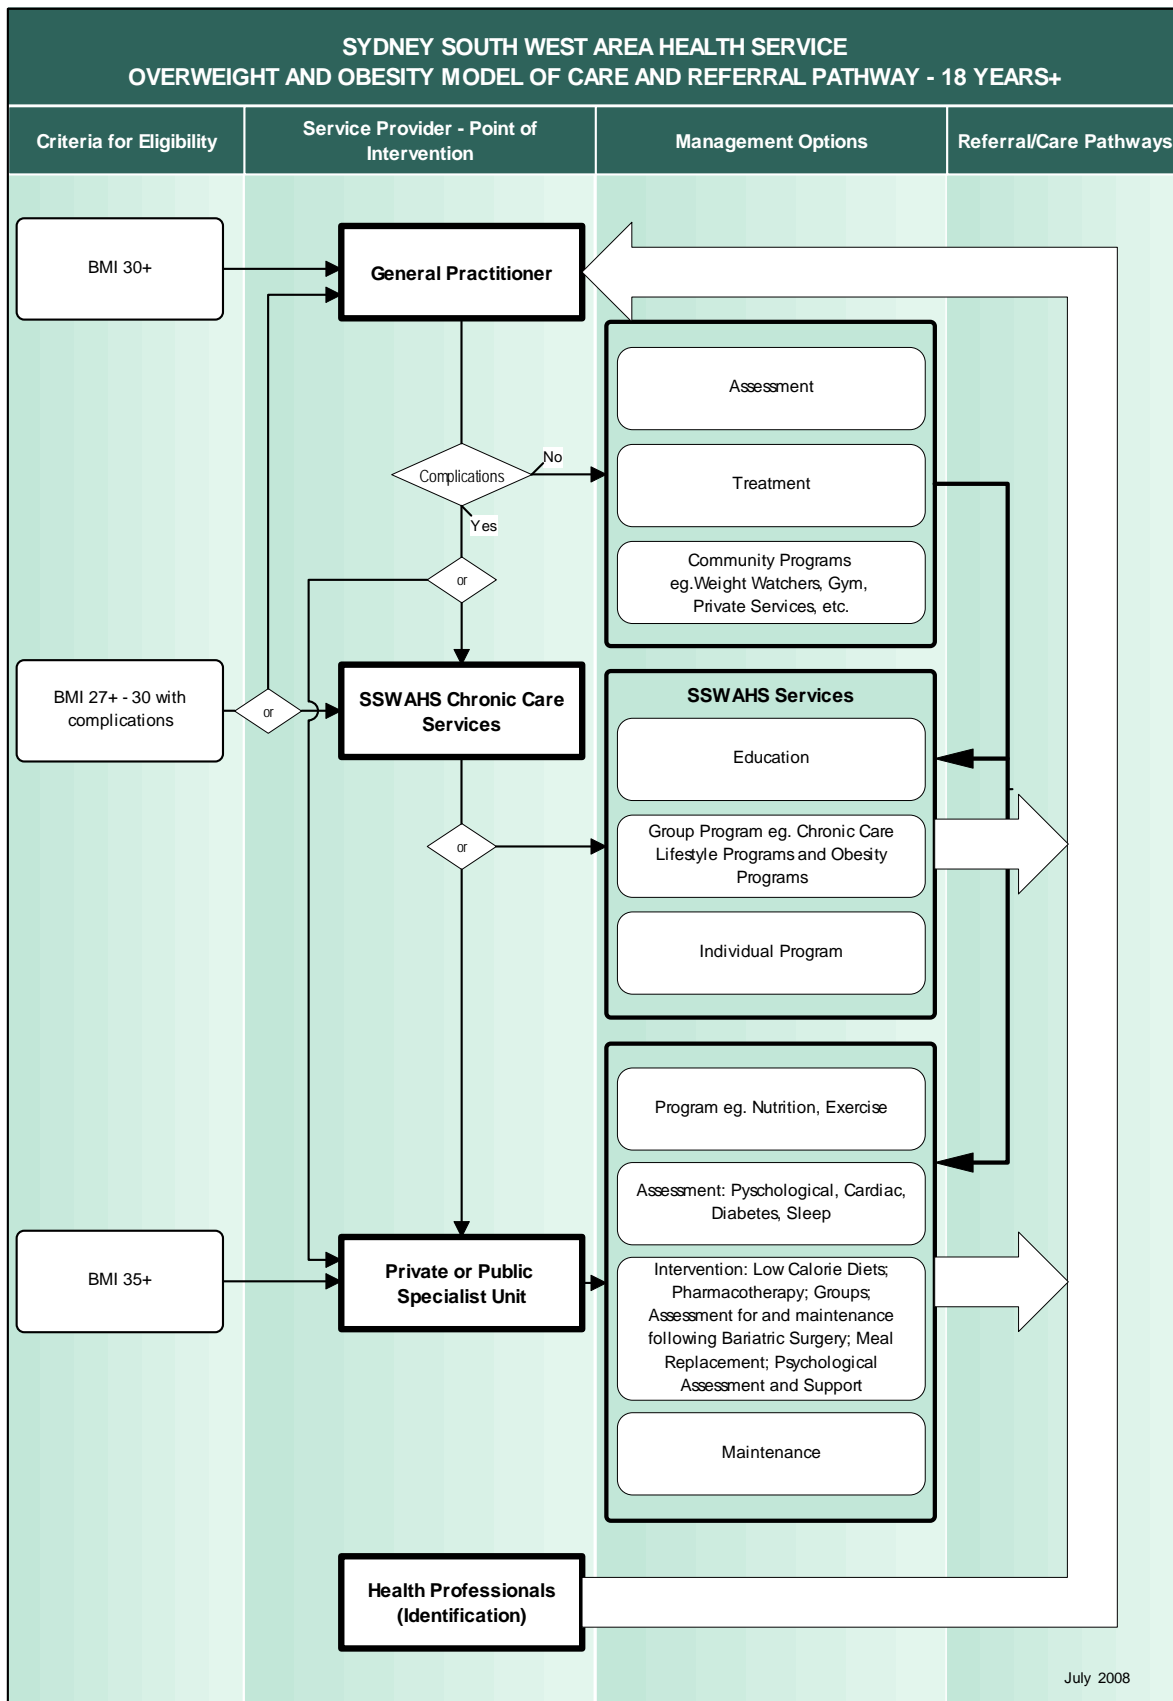 SYDNEY SOUTH WEST AREA HEALTH SERVICE
OVERWEIGHT AND OBESITY MODEL OF CARE AND REFERRAL PATHWAY - 18 YEARS+
Criteria for Eligibility
Service Provider - Point of
Intervention
Management Options
Referral/Care Pathways
BMI 30+
General Practitioner
Assessment
Complications
No
Yes
Treatment
Community Programs
eg.Weight Watchers, Gym,
Private Services, etc.
or
BMI 27+ - 30 with
complications
or
SSWAHS Chronic Care
Services
SSWAHS Services
Education
or
Group Program eg. Chronic Care
Lifestyle Programs and Obesity
Programs
Individual Program
Program eg. Nutrition, Exercise
Assessment: Pyschological, Cardiac,
Diabetes, Sleep
BMI 35+
Private or Public
Specialist Unit
Intervention: Low Calorie Diets;
Pharmacotherapy; Groups;
Assessment for and maintenance
following Bariatric Surgery; Meal
Replacement; Psychological
Assessment and Support
Maintenance
Health Professionals
(Identification)
July 2008